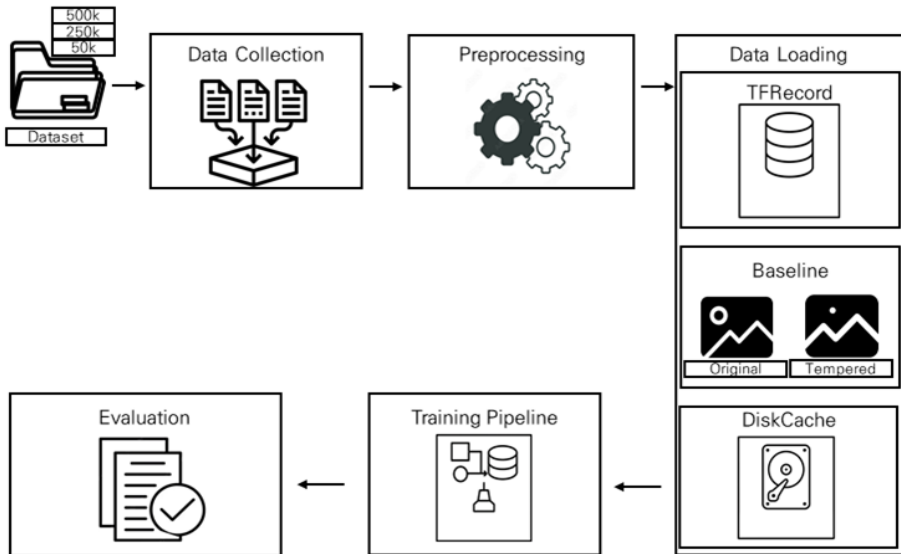 500k
250k
50k
Dataset
Data Collection
Preprocessing
Data Loading
TFRecord
Baseline
Original
Tempered
DiskCache
Training Pipeline
Evaluation